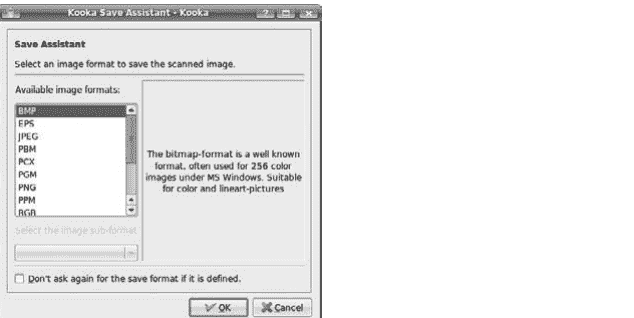 Kooka Save Assistant - Kooka
Save Assistant
Select an image format to save the scanned image.
Available image formats:
BMP
EPS
JPEG
PBM
PCX
PGM
PNG
PPM
RGB
The bitmap-format is a well known
format, often used for 256 color
images under MS Windows. Suitable
for color and lineart-pictures
Select the image sub-format
Don't ask again for the save format if it is defined.
OK
Cancel